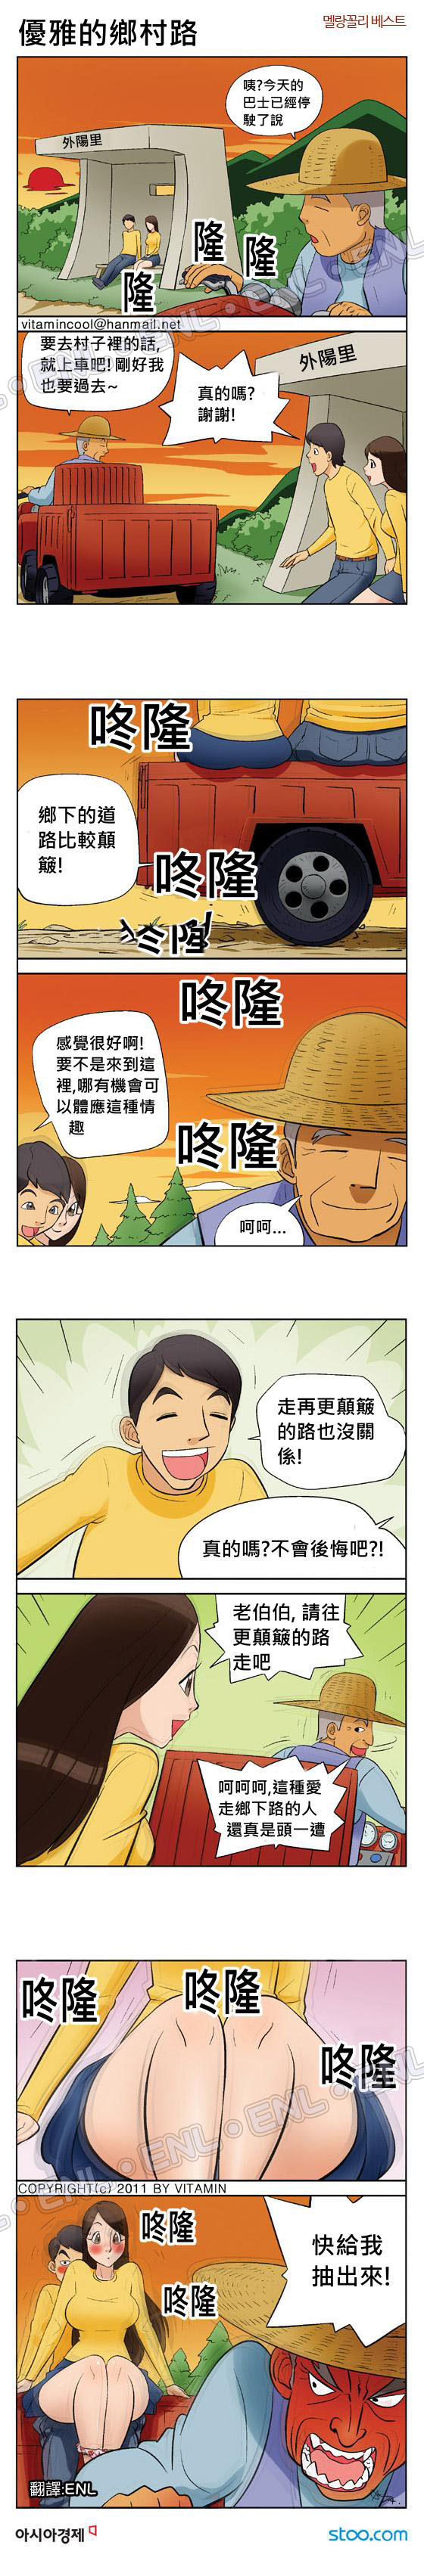 優雅的鄉村路
멜랑꼴리 베스트
外陽里
咦?今天的
巴士已經停
駛了說
隆
隆
隆
vitamincool@hanmail.net
要去村子裡的話,
就上車吧! 剛好我
也要過去~
真的嗎?
謝謝!
外陽里
咚隆
鄉下的道
路比較顛
簸!
咚隆
咚隆!
咚隆
感覺很好啊!
要不是來到這
裡,哪有機會可
以體應這種情
趣
咚隆
呵呵...
走再更顛簸
的路也沒關
係!
真的嗎?不會後悔吧?!
老伯伯, 請往
更顛簸的路
走吧
呵呵呵,這種愛
走鄉下路的人
還真是頭一遭
咚隆
咚隆
咚隆
COPYRIGHT(c) 2011 BY VITAMIN
咚隆
咚隆
快給我
抽出來!
翻譯:ENL
아시아경제
stoo.com
ENL